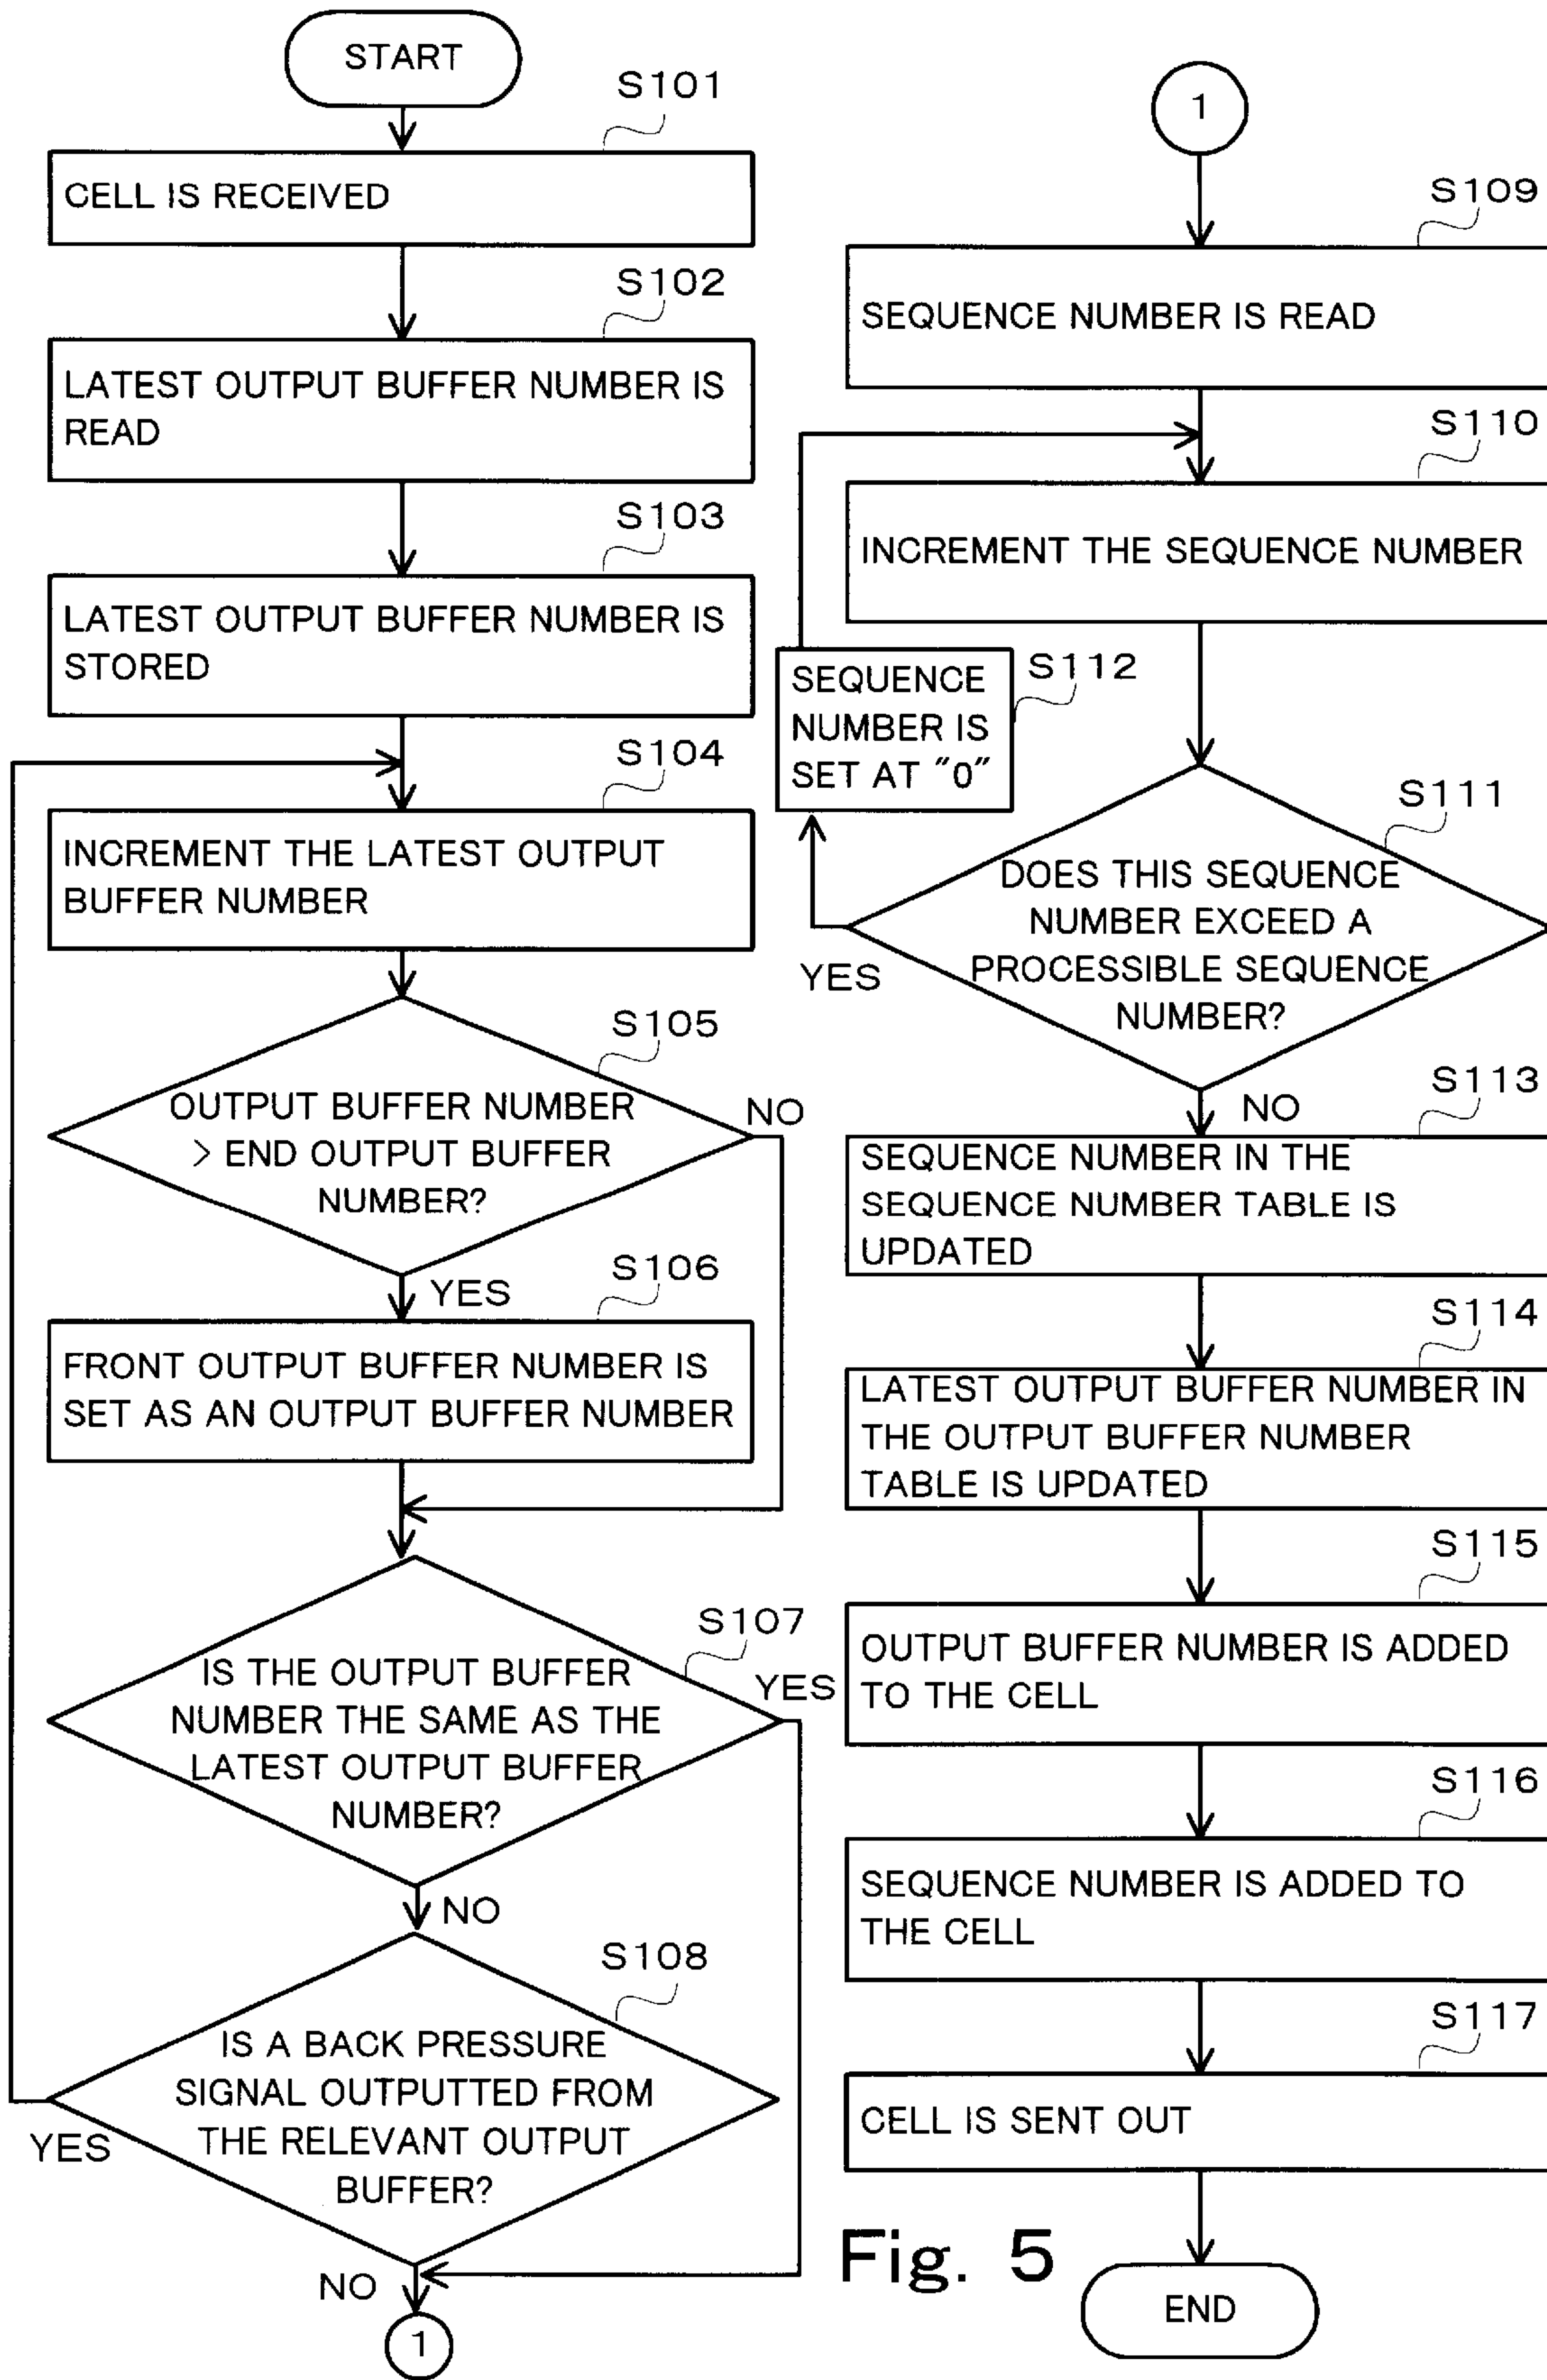 START
S101
CELL IS RECEIVED
S102
LATEST OUTPUT BUFFER NUMBER IS
READ
S103
LATEST OUTPUT BUFFER NUMBER IS
STORED
S104
INCREMENT THE LATEST OUTPUT
BUFFER NUMBER
S105
OUTPUT BUFFER NUMBER
> END OUTPUT BUFFER
NUMBER?
NO
YES
S106
FRONT OUTPUT BUFFER NUMBER IS
SET AS AN OUTPUT BUFFER NUMBER
S107
IS THE OUTPUT BUFFER
NUMBER THE SAME AS THE
LATEST OUTPUT BUFFER
NUMBER?
YES
NO
S108
IS A BACK PRESSURE
SIGNAL OUTPUTTED FROM
THE RELEVANT OUTPUT
BUFFER?
YES
NO
1
1
S109
SEQUENCE NUMBER IS READ
S110
INCREMENT THE SEQUENCE NUMBER
S112
SEQUENCE
NUMBER IS
SET AT "0"
S111
DOES THIS SEQUENCE
NUMBER EXCEED A
PROCESSIBLE SEQUENCE
NUMBER?
YES
NO
S113
SEQUENCE NUMBER IN THE
SEQUENCE NUMBER TABLE IS
UPDATED
S114
LATEST OUTPUT BUFFER NUMBER IN
THE OUTPUT BUFFER NUMBER
TABLE IS UPDATED
S115
OUTPUT BUFFER NUMBER IS ADDED
TO THE CELL
S116
SEQUENCE NUMBER IS ADDED TO
THE CELL
S117
CELL IS SENT OUT
END
Fig. 5